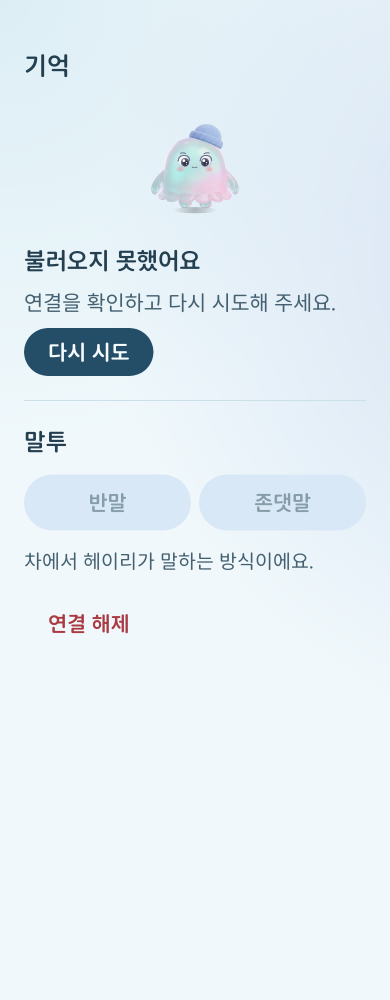 기억
불러오지 못했어요
연결을 확인하고 다시 시도해 주세요.
다시 시도
말투
반말
존댓말
차에서 헤이리가 말하는 방식이에요.
연결 해제